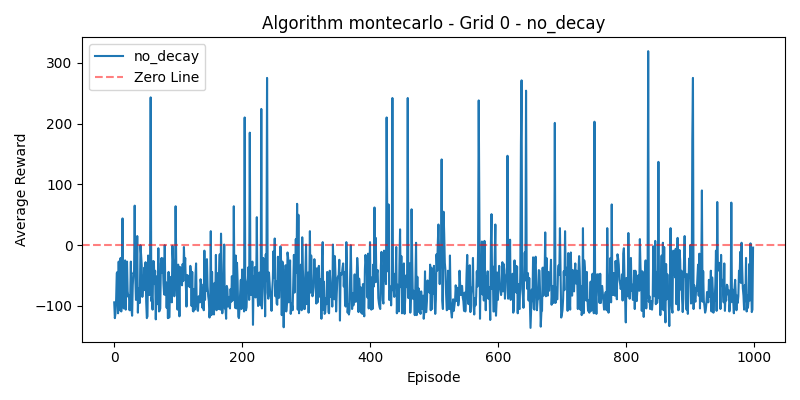 Algorithm montecarlo - Grid 0 - no_decay
no_decay
Zero Line
Average Reward
300
200
100
0
−100
0
200
400
600
800
1000
Episode